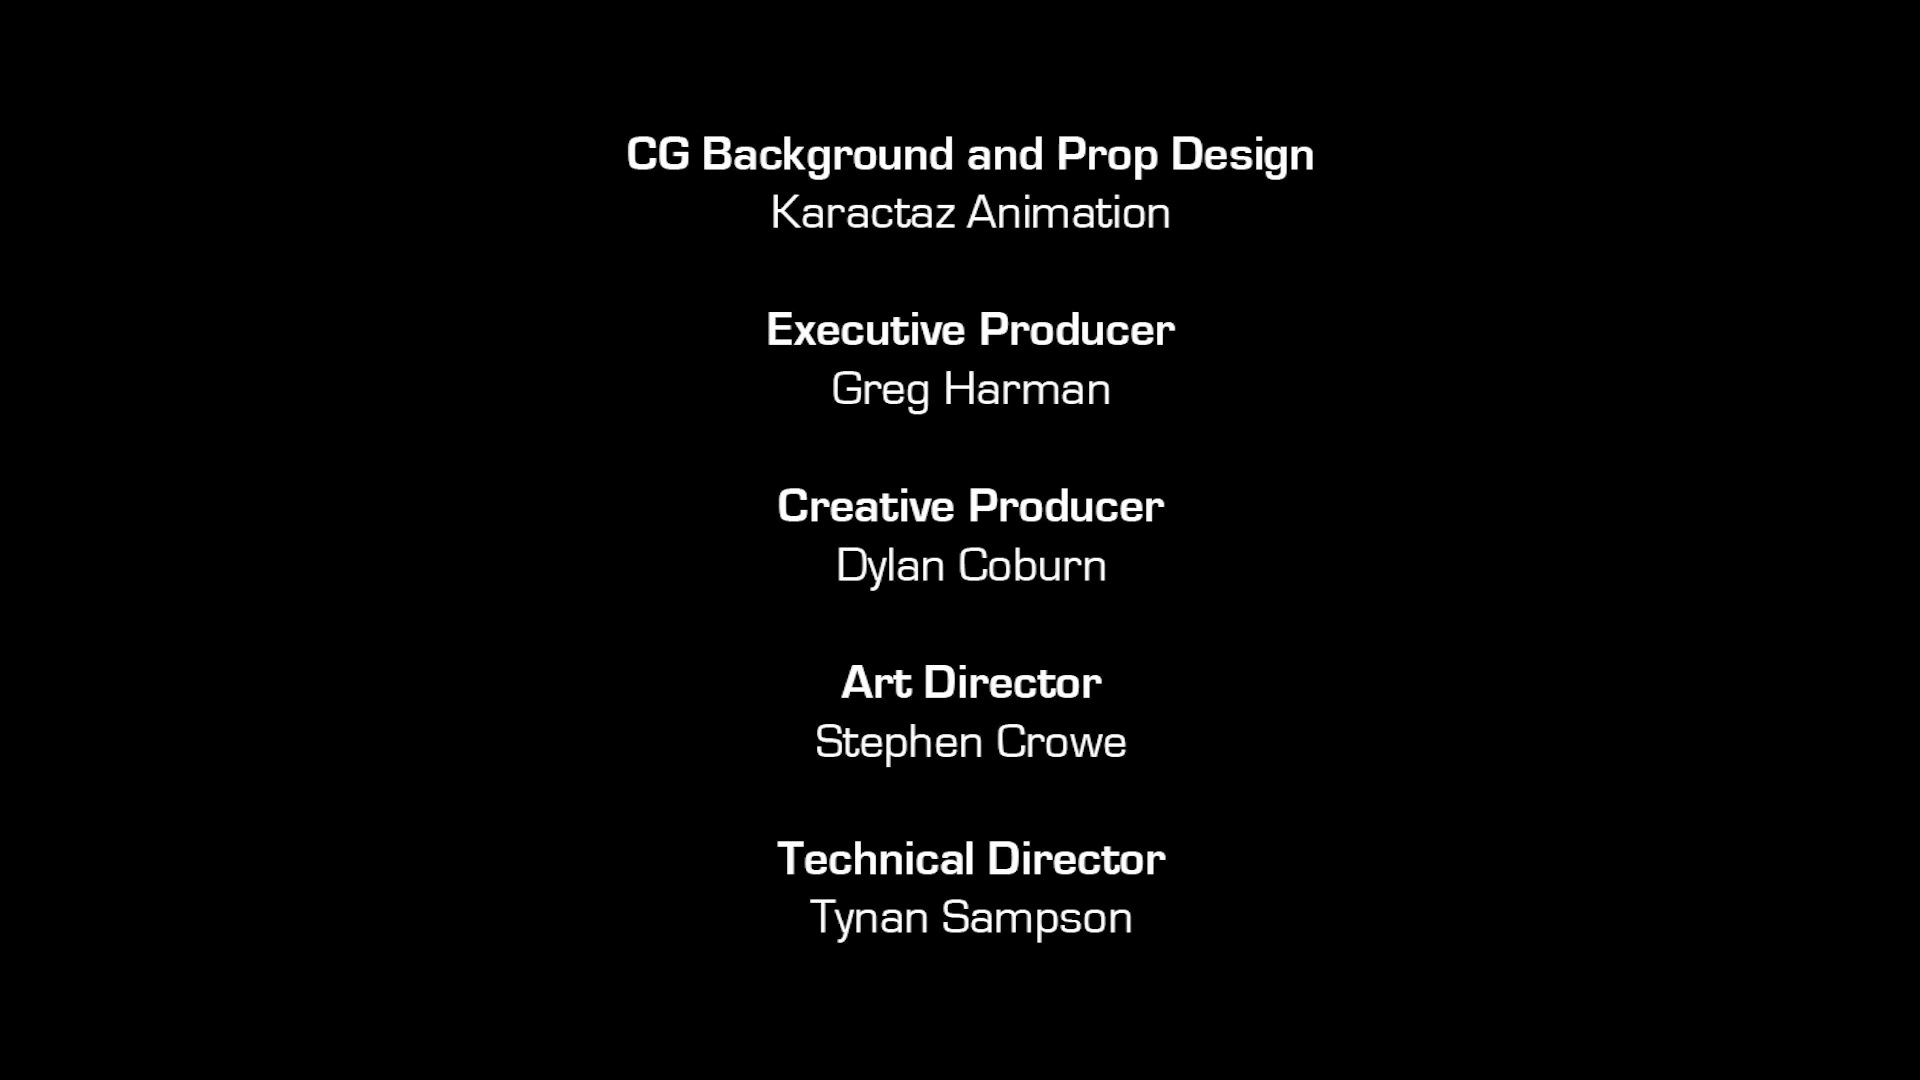 CG Background and Prop Design
Karactaz Animation
Executive Producer
Greg Harman
Creative Producer
Dylan Coburn
Art Director
Stephen Crowe
Technical Director
Tynan Sampson